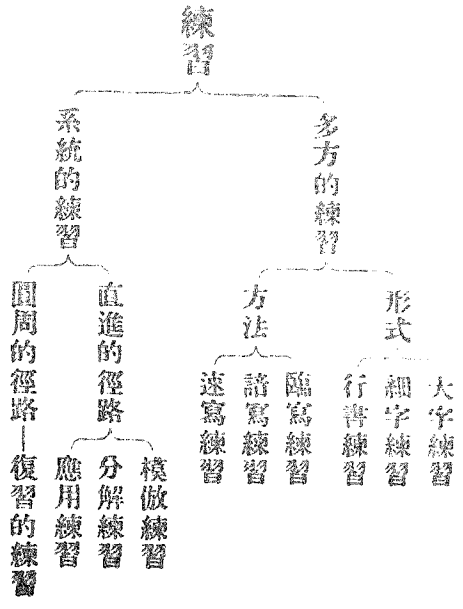 練習
多方的練習
形式
大字練習
細字練習
行書練習
方法
臨寫練習
諳寫練習
速寫練習
系統的練習
直進的徑路
模倣練習
分解練習
應用練習
圓周的徑路—復習的練習